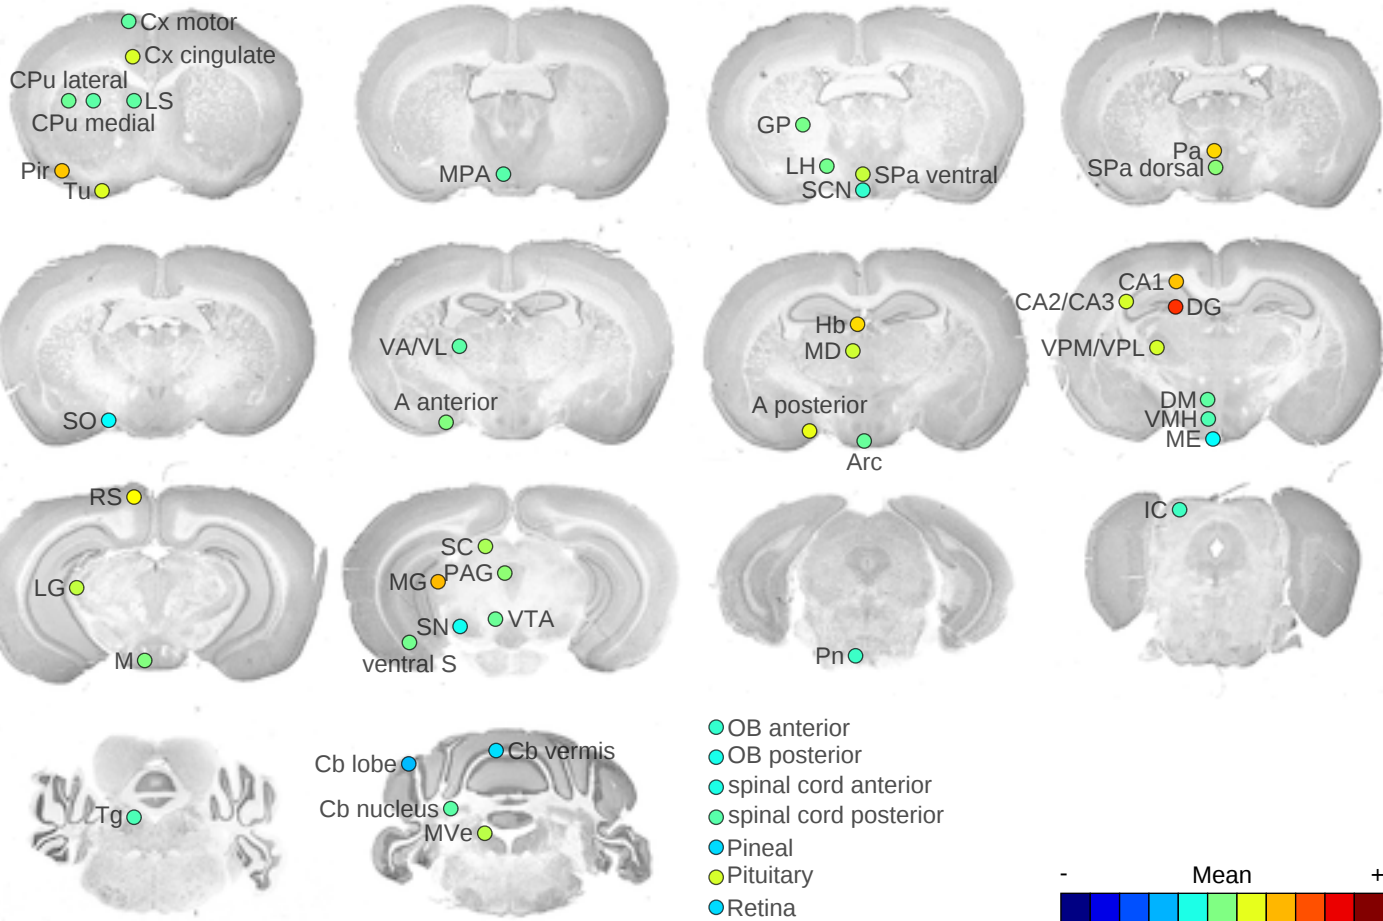 Cx motor
Cx cingulate
CPu lateral
LS
CPu medial
Pir
Tu
MPA
GP
LH
SPa ventral
SCN
Pa
SPa dorsal
SO
VA/VL
A anterior
Hb
MD
A posterior
Arc
CA1
CA2/CA3
DG
VPM/VPL
DM
VMH
ME
RS
LG
M
SC
MG
PAG
SN
VTA
ventral S
Pn
IC
Tg
Cb lobe
Cb vermis
Cb nucleus
MVe
OB anterior
OB posterior
spinal cord anterior
spinal cord posterior
Pineal
Pituitary
Retina
- Mean +